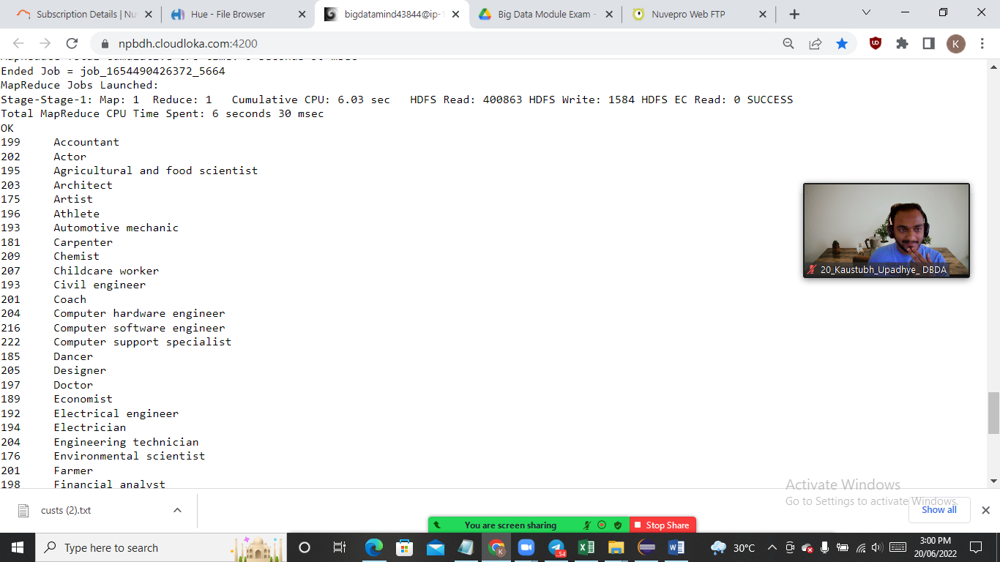 Subscription Details | Nu
Hue - File Browser
bigdatamind43844@ip-1
Big Data Module Exam -
Nuvepro Web FTP
npbdh.cloudloka.com:4200
K
Ended Job = job_1654490426372_5664
MapReduce Jobs Launched:
Stage-Stage-1: Map: 1  Reduce: 1   Cumulative CPU: 6.03 sec   HDFS Read: 400863 HDFS Write: 1584 HDFS EC Read: 0 SUCCESS
Total MapReduce CPU Time Spent: 6 seconds 30 msec
OK
199 Accountant
202 Actor
195 Agricultural and food scientist
203 Architect
175 Artist
196 Athlete
193 Automotive mechanic
181 Carpenter
209 Chemist
207 Childcare worker
193 Civil engineer
201 Coach
204 Computer hardware engineer
216 Computer software engineer
222 Computer support specialist
185 Dancer
205 Designer
197 Doctor
189 Economist
192 Electrical engineer
194 Electrician
204 Engineering technician
176 Environmental scientist
201 Farmer
198 Financial analyst
20_Kaustubh_Upadhye_ DBDA
Activate Windows
Go to Settings to activate Windows.
custs (2).txt
Show all
You are screen sharing
Stop Share
Type here to search
30°C
3:00 PM
20/06/2022